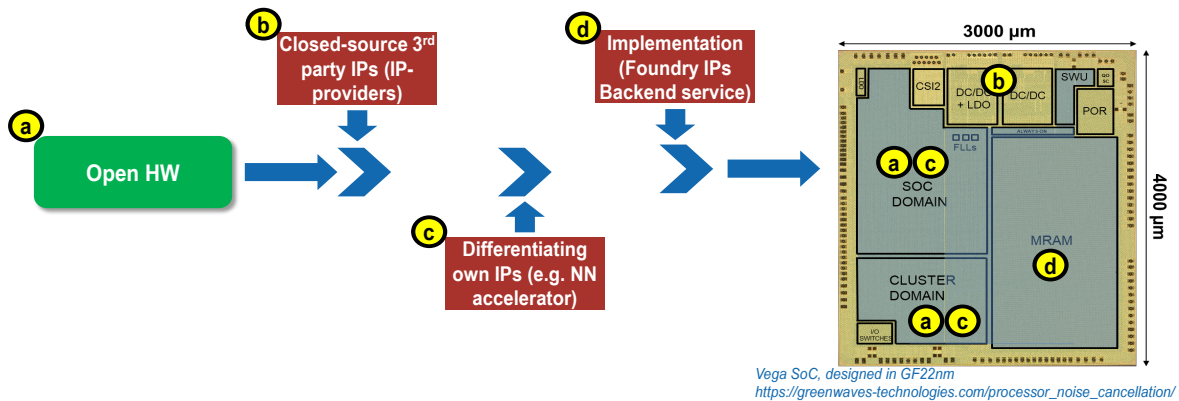 a
Open HW
b
Closed-source 3rd
party IPs (IP-
providers)
c
Differentiating
own IPs (e.g. NN
accelerator)
d
Implementation
(Foundry IPs
Backend service)
3000 µm
4000 µm
LDO
CSI2
DC/DC
+ LDO
b
DC/DC
SWU
POR
ALWAYS ON
FLLs
a c
SOC
DOMAIN
MRAM
d
CLUSTER
DOMAIN
a c
I/O
SWITCHES
Vega SoC, designed in GF22nm
https://greenwaves-technologies.com/processor_noise_cancellation/